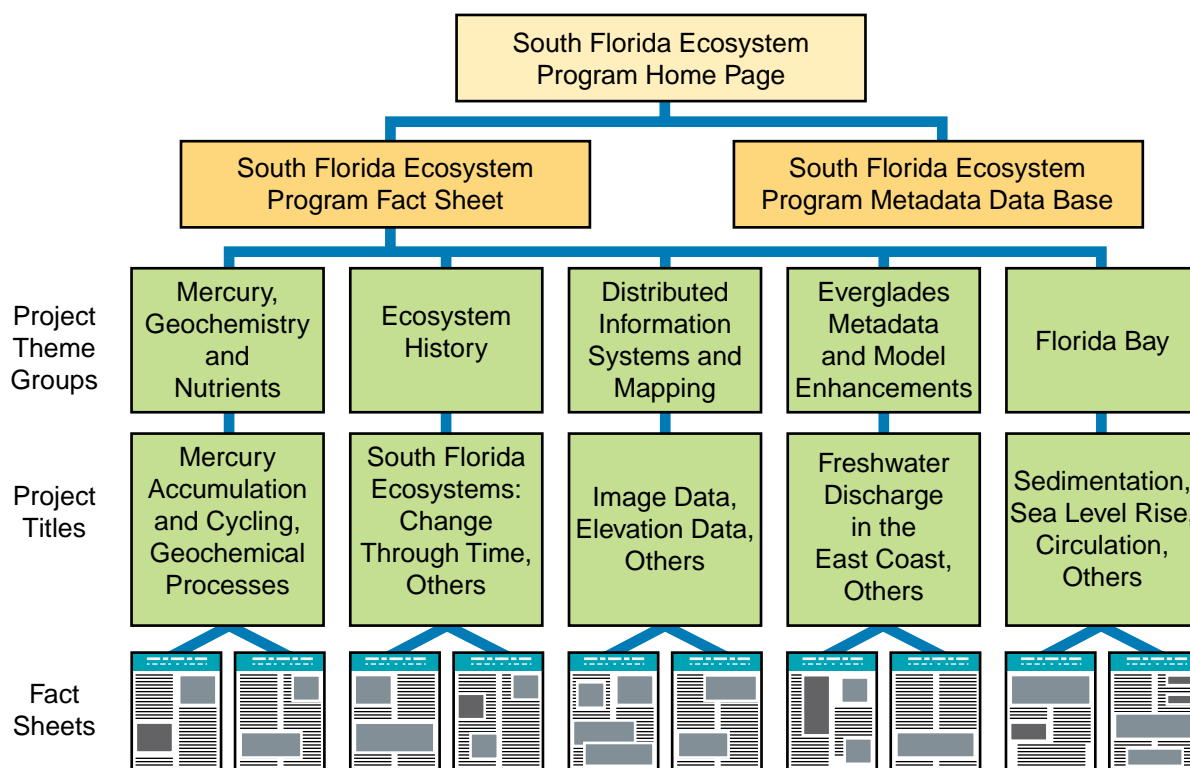 South Florida Ecosystem
Program Home Page
South Florida Ecosystem
Program Fact Sheet
South Florida Ecosystem
Program Metadata Data Base
Project
Theme
Groups
Mercury,
Geochemistry
and
Nutrients
Ecosystem
History
Distributed
Information
Systems and
Mapping
Everglades
Metadata
and Model
Enhancements
Florida Bay
Project
Titles
Mercury
Accumulation
and Cycling,
Geochemical
Processes
South Florida
Ecosystems:
Change
Through Time,
Others
Image Data,
Elevation Data,
Others
Freshwater
Discharge
in the
East Coast,
Others
Sedimentation,
Sea Level Rise,
Circulation,
Others
Fact
Sheets